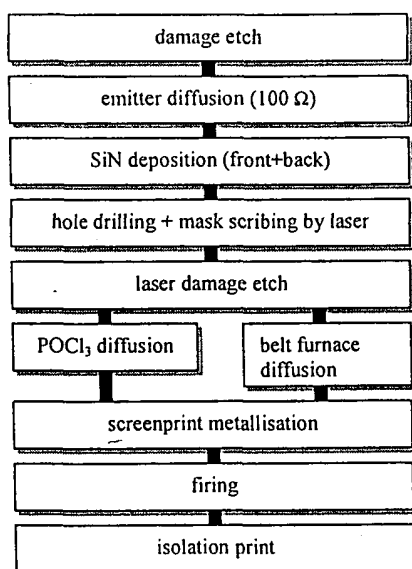 damage etch
emitter diffusion (100 Ω)
SiN deposition (front+back)
hole drilling + mask scribing by laser
laser damage etch
POCl₃ diffusion
belt furnace
diffusion
screenprint metallisation
firing
isolation print